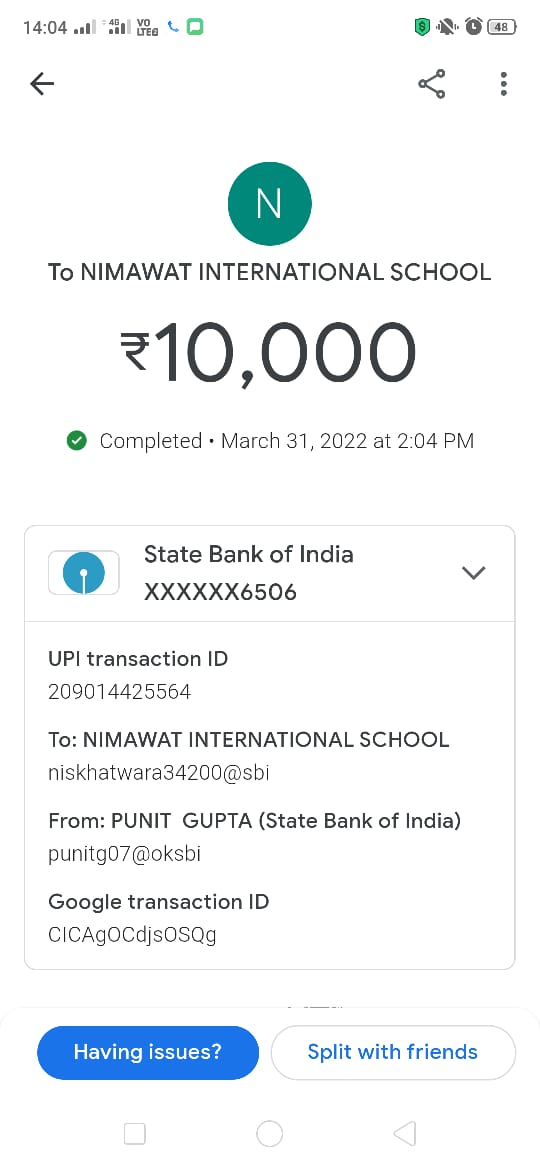 14:04 4G VO LTE 48
N
To NIMAWAT INTERNATIONAL SCHOOL
₹10,000
Completed • March 31, 2022 at 2:04 PM
State Bank of India
XXXXXX6506
UPI transaction ID
209014425564
To: NIMAWAT INTERNATIONAL SCHOOL
niskhatwara34200@sbi
From: PUNIT GUPTA (State Bank of India)
punitg07@oksbi
Google transaction ID
CICAgOCdjsOSQg
Having issues?
Split with friends